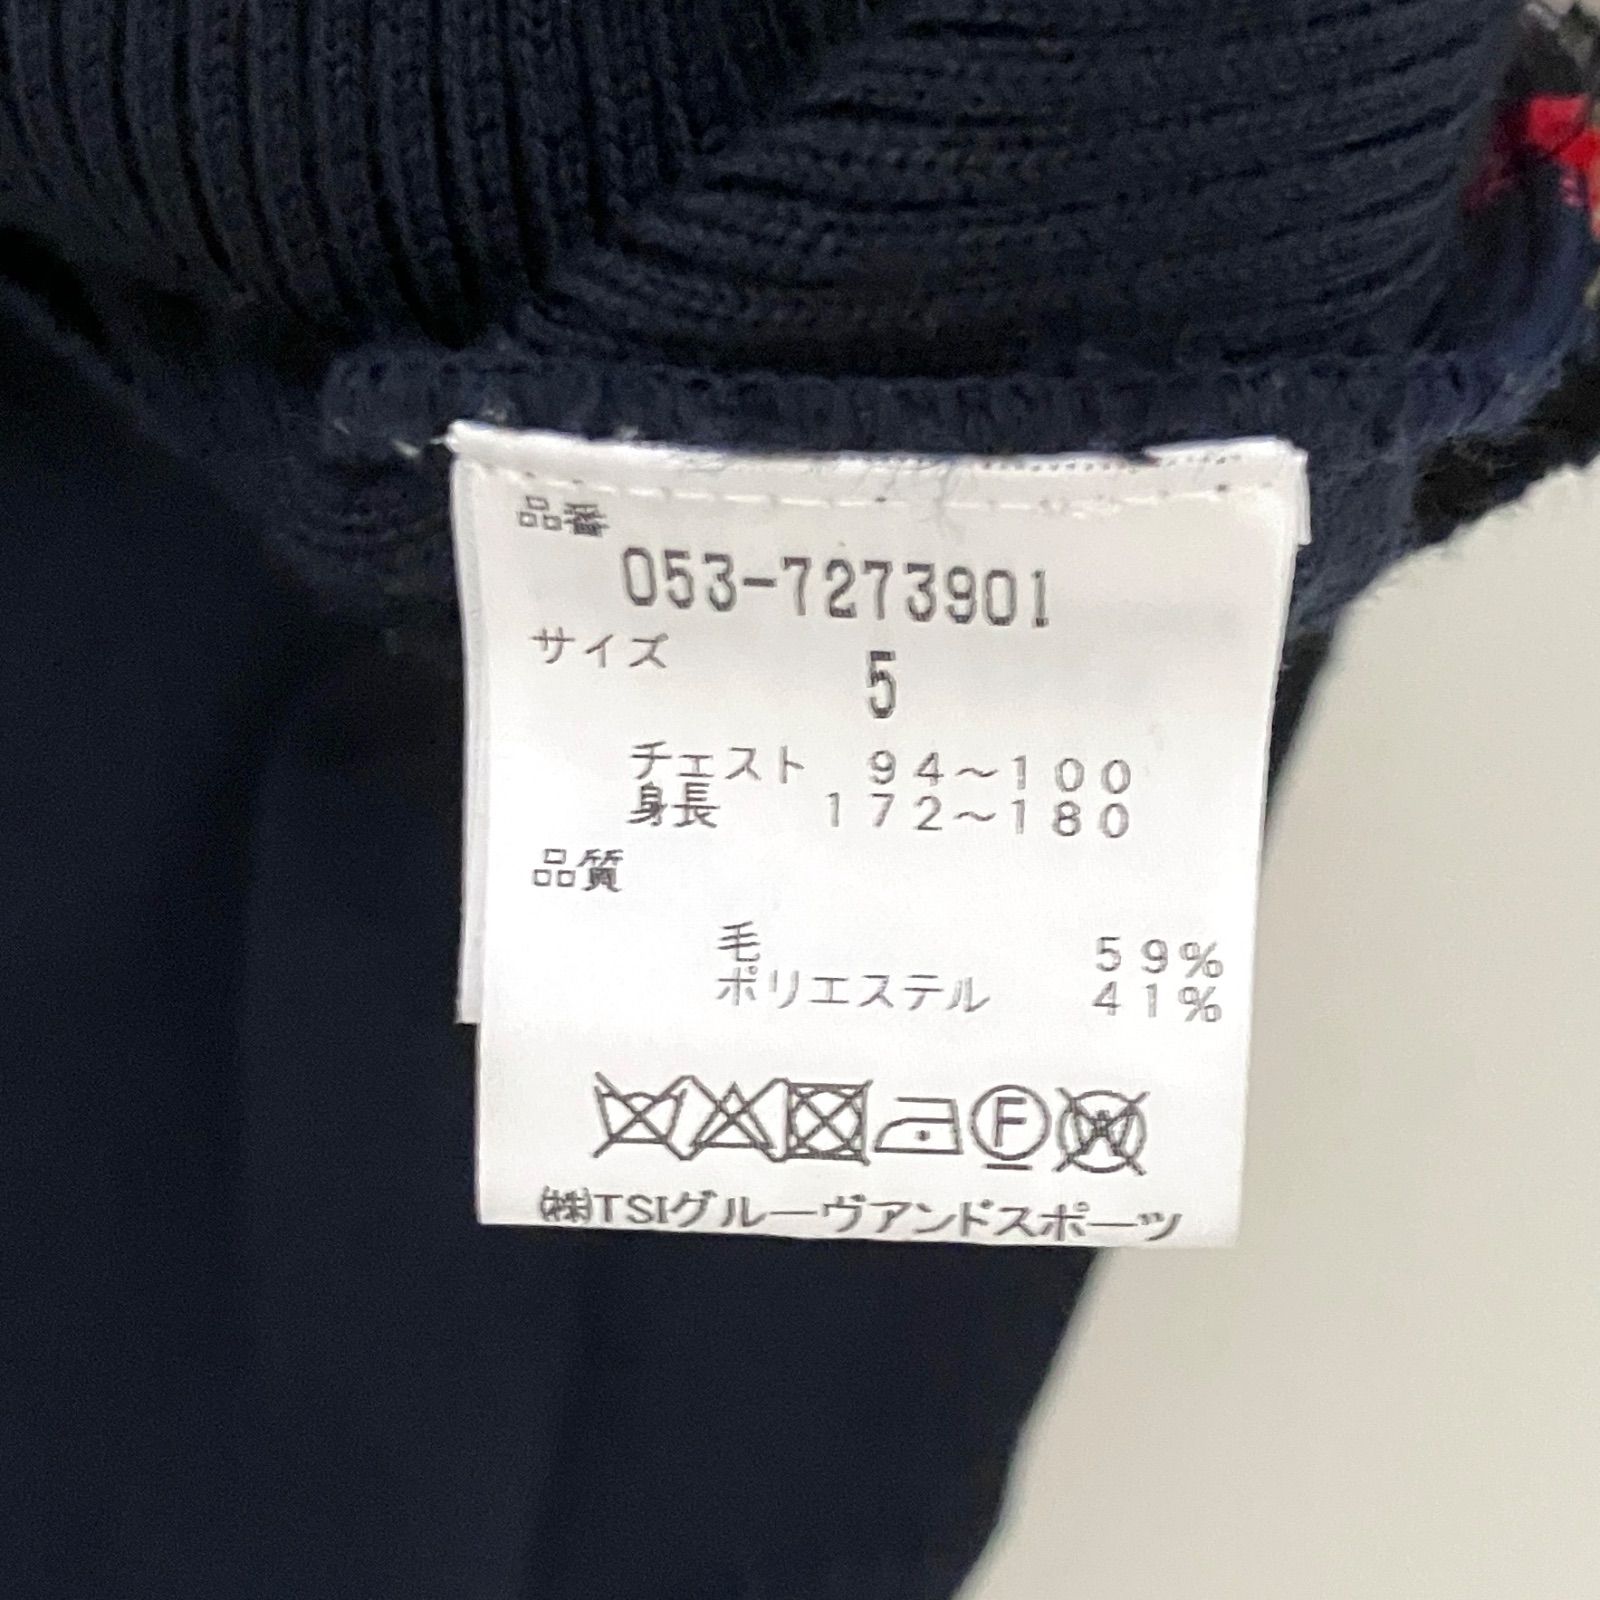 品番
053-7273901
サイズ
5
チェスト 94～100
身長 172～180
品質
毛 59%
ポリエステル 41%
F W
㈱TSIグルーヴアンドスポーツ